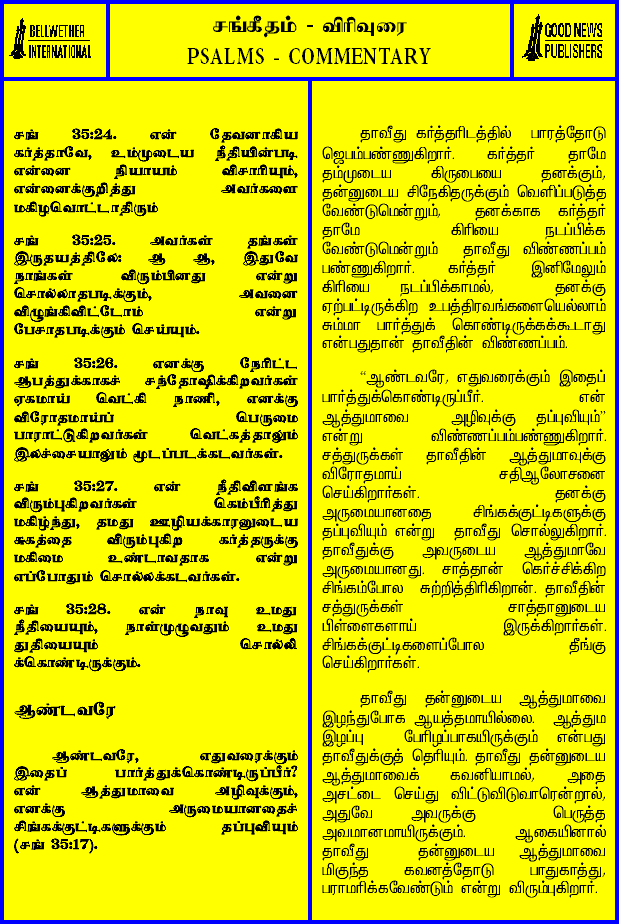 BELLWETHER
INTERNATIONAL
சங்கீதம் - விரிவுரை
PSALMS - COMMENTARY
GOOD NEWS
PUBLISHERS
சங் 35:24. என் தேவனாகிய
கர்த்தாவே, உம்முடைய நீதியின்படி
என்னை நியாயம் விசாரியும்,
என்னைக்குறித்து அவர்களை
மகிழவொட்டாதிரும்
சங் 35:25. அவர்கள் தங்கள்
இருதயத்திலே: ஆ ஆ, இதுவே
நாங்கள் விரும்பினது என்று
சொல்லாதபடிக்கும், அவனை
விழுங்கிவிட்டோம் என்று
பேசாதபடிக்கும் செய்யும்.
சங் 35:26. எனக்கு நேரிட்ட
ஆபத்துக்காகச் சந்தோஷிக்கிறவர்கள்
ஏகமாய் வெட்கி நாணி, எனக்கு
விரோதமாய்ப் பெருமை
பாராட்டுகிறவர்கள் வெட்கத்தாலும்
இலச்சையாலும் மூடப்படக்கடவர்கள்.
சங் 35:27. என் நீதிவிளங்க
விரும்புகிறவர்கள் கெம்பீரித்து
மகிழ்ந்து, தமது ஊழியக்காரனுடைய
சுகத்தை விரும்புகிற கர்த்தருக்கு
மகிமை உண்டாவதாக என்று
எப்போதும் சொல்லக்கடவர்கள்.
சங் 35:28. என் நாவு உமது
நீதியையும், நாள்முழுவதும் உமது
துதியையும் சொல்லி
க்கொண்டிருக்கும்.
ஆண்டவரே
ஆண்டவரே, எதுவரைக்கும்
இதைப் பார்த்துக்கொண்டிருப்பீர்?
என் ஆத்துமாவை அழிவுக்கும்,
எனக்கு அருமையானதைச்
சிங்கக்குட்டிகளுக்கும் தப்புவியும்
(சங் 35:17).
தாவீது கர்த்தரிடத்தில் பாரத்தோடு
ஜெபம்பண்ணுகிறார். கர்த்தர் தாமே
தம்முடைய கிருபையை தனக்கும்,
தன்னுடைய சிநேகிதருக்கும் வெளிப்படுத்த
வேண்டுமென்றும், தனக்காக கர்த்தர்
தாமே கிரியை நடப்பிக்க
வேண்டுமென்றும் தாவீது விண்ணப்பம்
பண்ணுகிறார். கர்த்தர் இனிமேலும்
கிரியை நடப்பிக்காமல், தனக்கு
ஏற்பட்டிருக்கிற உபத்திரவங்களையெல்லாம்
சும்மா பார்த்துக் கொண்டிருக்கக்கூடாது
என்பதுதான் தாவீதின் விண்ணப்பம்.
“ஆண்டவரே, எதுவரைக்கும் இதைப்
பார்த்துக்கொண்டிருப்பீர். என்
ஆத்துமாவை அழிவுக்கு தப்புவியும்”
என்று விண்ணப்பம்பண்ணுகிறார்.
சத்துருக்கள் தாவீதின் ஆத்துமாவுக்கு
விரோதமாய் சதிஆலோசனை
செய்கிறார்கள். தனக்கு
அருமையானதை சிங்கக்குட்டிகளுக்கு
தப்புவியும் என்று தாவீது சொல்லுகிறார்.
தாவீதுக்கு அவருடைய ஆத்துமாவே
அருமையானது. சாத்தான் கெர்ச்சிக்கிற
சிங்கம்போல சுற்றித்திரிகிறான். தாவீதின்
சத்துருக்கள் சாத்தானுடைய
பிள்ளைகளாய் இருக்கிறார்கள்.
சிங்கக்குட்டிகளைப்போல தீங்கு
செய்கிறார்கள்.
தாவீது தன்னுடைய ஆத்துமாவை
இழந்துபோக ஆயத்தமாயில்லை. ஆத்தும
இழப்பு பேரிழப்பாகயிருக்கும் என்பது
தாவீதுக்குத் தெரியும். தாவீது தன்னுடைய
ஆத்துமாவைக் கவனியாமல், அதை
அசட்டை செய்து விட்டுவிடுவாரென்றால்,
அதுவே அவருக்கு பெருத்த
அவமானமாயிருக்கும். ஆகையினால்
தாவீது தன்னுடைய ஆத்துமாவை
மிகுந்த கவனத்தோடு பாதுகாத்து,
பராமரிக்கவேண்டும் என்று விரும்புகிறார்.